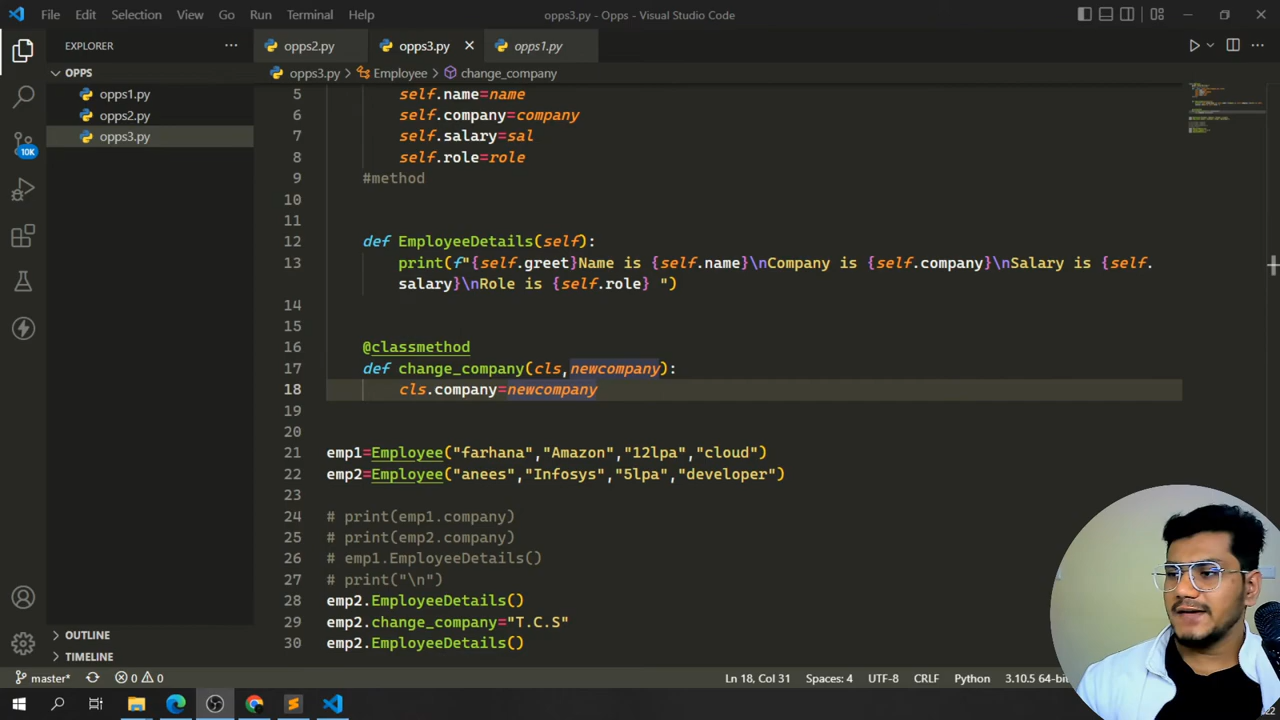 File Edit Selection View Go Run Terminal Help
opps3.py - Opps - Visual Studio Code
EXPLORER
opps2.py
opps3.py
opps1.py
OPPS
opps1.py
opps2.py
opps3.py
opps3.py > Employee > change_company
5 self.name=name
6 self.company=company
7 self.salary=sal
8 self.role=role
9 #method
10
11
12 def EmployeeDetails(self):
13 print(f"{self.greet}Name is {self.name}\nCompany is {self.company}\nSalary is {self.
salary}\nRole is {self.role} ")
14
15
16 @classmethod
17 def change_company(cls,newcompany):
18 cls.company=newcompany
19
20
21 emp1=Employee("farhana","Amazon","12lpa","cloud")
22 emp2=Employee("anees","Infosys","5lpa","developer")
23
24 # print(emp1.company)
25 # print(emp2.company)
26 # emp1.EmployeeDetails()
27 # print("\n")
28 emp2.EmployeeDetails()
29 emp2.change_company="T.C.S"
30 emp2.EmployeeDetails()
10K
OUTLINE
TIMELINE
master* 0 0
Ln 18, Col 31 Spaces: 4 UTF-8 CRLF Python 3.10.5 64-bi